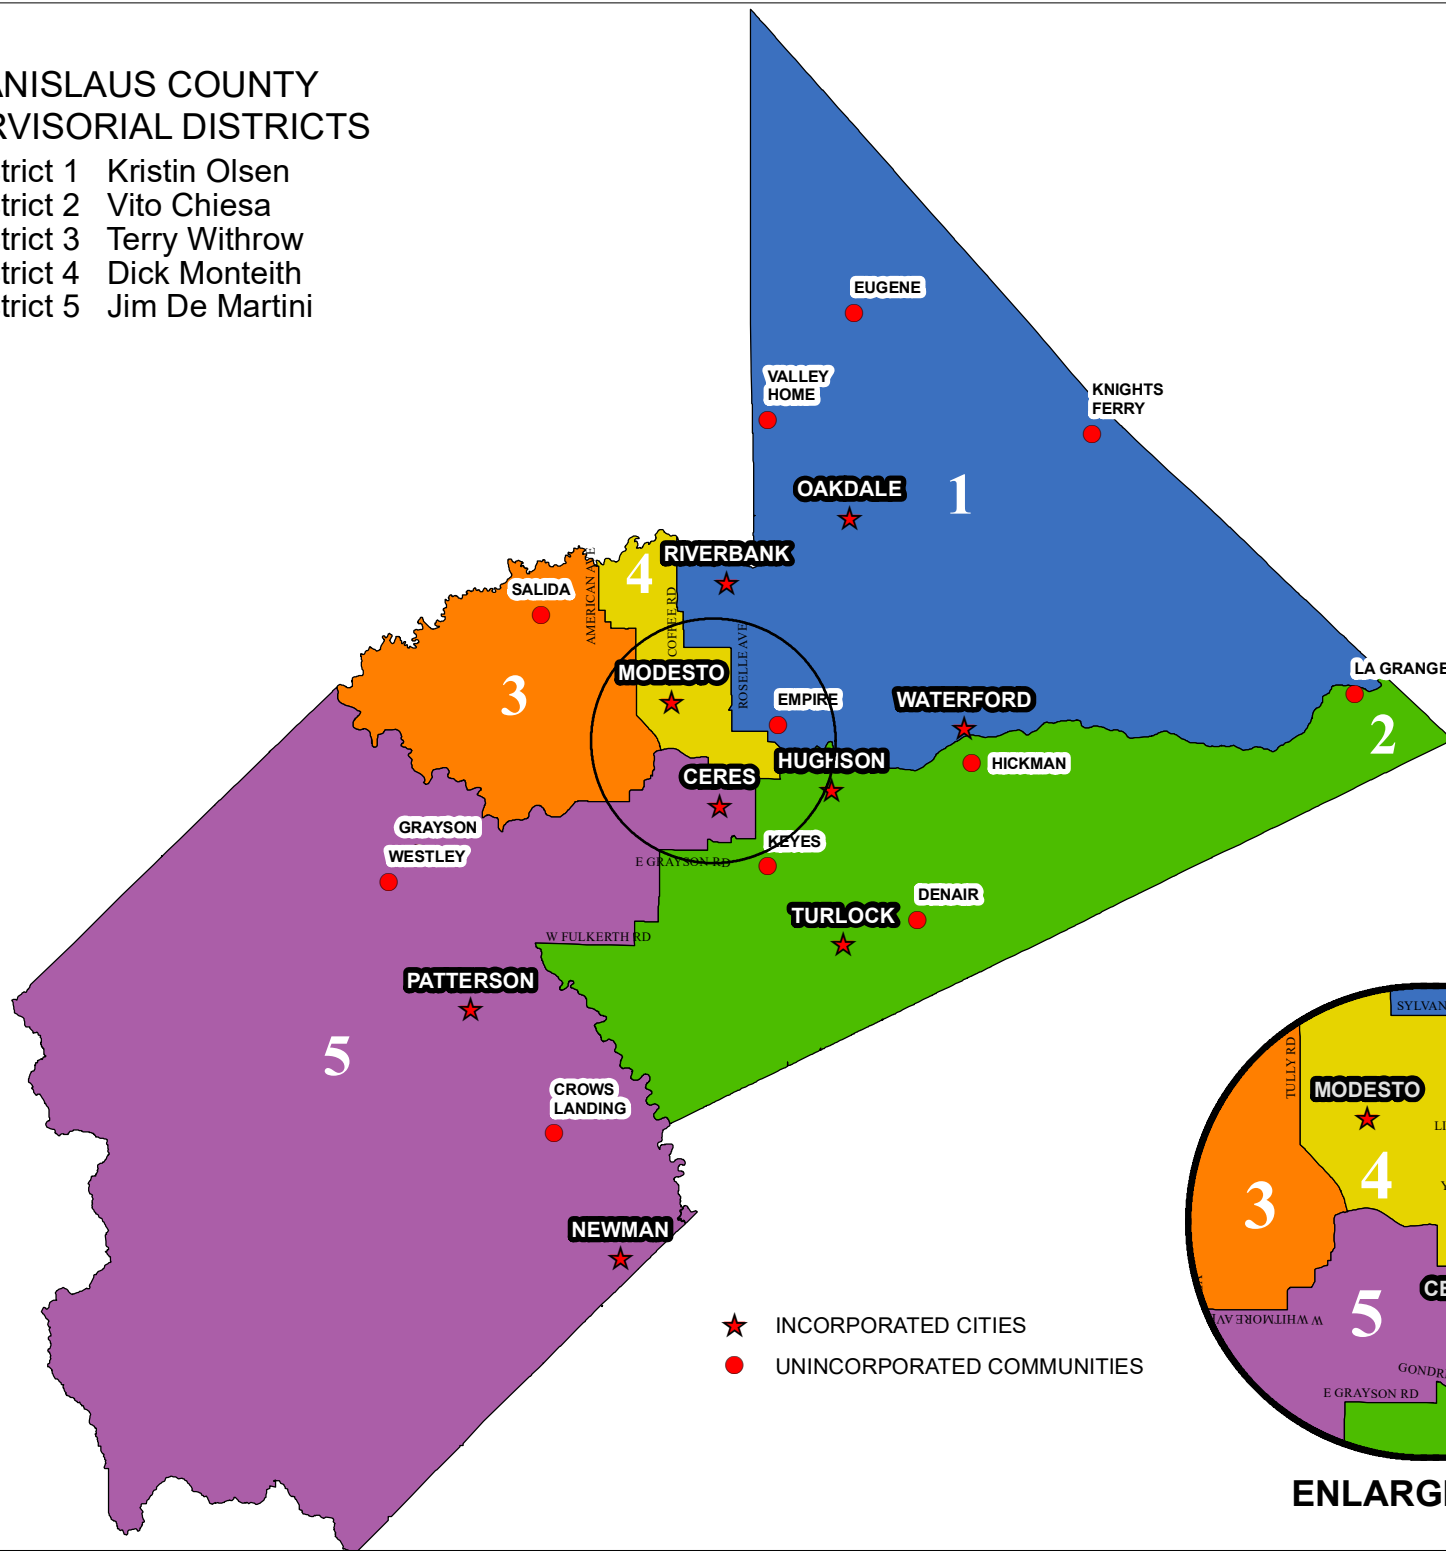 ANISLAUS COUNTY
RVISORIAL DISTRICTS
trict 1 Kristin Olsen
trict 2 Vito Chiesa
trict 3 Terry Withrow
trict 4 Dick Monteith
trict 5 Jim De Martini
EUGENE
VALLEY
HOME
KNIGHTS
FERRY
OAKDALE
1
RIVERBANK
4
SALIDA
AMERICAN AVE
COFFEE RD
ROSELLE AVE
MODESTO
3
EMPIRE
WATERFORD
LA GRANGE
2
HUGHSON
HICKMAN
CERES
GRAYSON
WESTLEY
KEYES
E GRAYSON RD
DENAIR
TURLOCK
W FULKERTH RD
PATTERSON
5
CROWS
LANDING
NEWMAN
INCORPORATED CITIES
UNINCORPORATED COMMUNITIES
SYLVAN
TULLY RD
MODESTO
4
3
CE
5
W WHITMORE AVE
GONDR
E GRAYSON RD
ENLARG